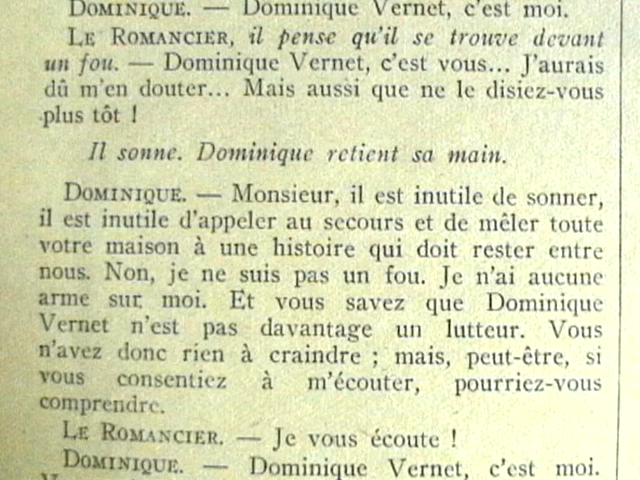 DOMINIQUE. — Dominique Vernet, c'est moi.
LE ROMANCIER, il pense qu'il se trouve devant
un fou. — Dominique Vernet, c'est vous... J'aurais
dû m'en douter... Mais aussi que ne le disiez-vous
plus tôt !
Il sonne. Dominique retient sa main.
DOMINIQUE. — Monsieur, il est inutile de sonner,
il est inutile d'appeler au secours et de mêler toute
votre maison à une histoire qui doit rester entre
nous. Non, je ne suis pas un fou. Je n'ai aucune
arme sur moi. Et vous savez que Dominique
Vernet n'est pas davantage un lutteur. Vous
n'avez donc rien à craindre ; mais, peut-être, si
vous consentiez à m'écouter, pourriez-vous
comprendre.
LE ROMANCIER. — Je vous écoute !
DOMINIQUE. — Dominique Vernet, c'est moi.